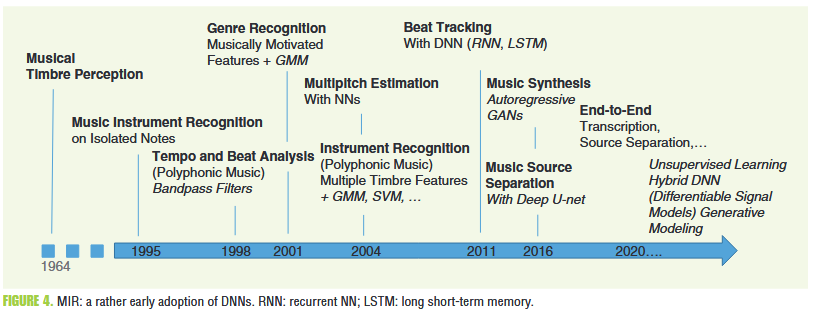 Musical
Timbre Perception
Music Instrument Recognition
on Isolated Notes
Tempo and Beat Analysis
(Polyphonic Music)
Bandpass Filters
Genre Recognition
Musically Motivated
Features + GMM
Multipitch Estimation
With NNs
Instrument Recognition
(Polyphonic Music)
Multiple Timbre Features
+ GMM, SVM, ...
Beat Tracking
With DNN (RNN, LSTM)
Music Synthesis
Autoregressive
GANs
Music Source
Separation
With Deep U-net
End-to-End
Transcription,
Source Separation,...
Unsupervised Learning
Hybrid DNN
(Differentiable Signal
Models) Generative
Modeling
1964
1995
1998
2001
2004
2011
2016
2020....
FIGURE 4. MIR: a rather early adoption of DNNs. RNN: recurrent NN; LSTM: long short-term memory.